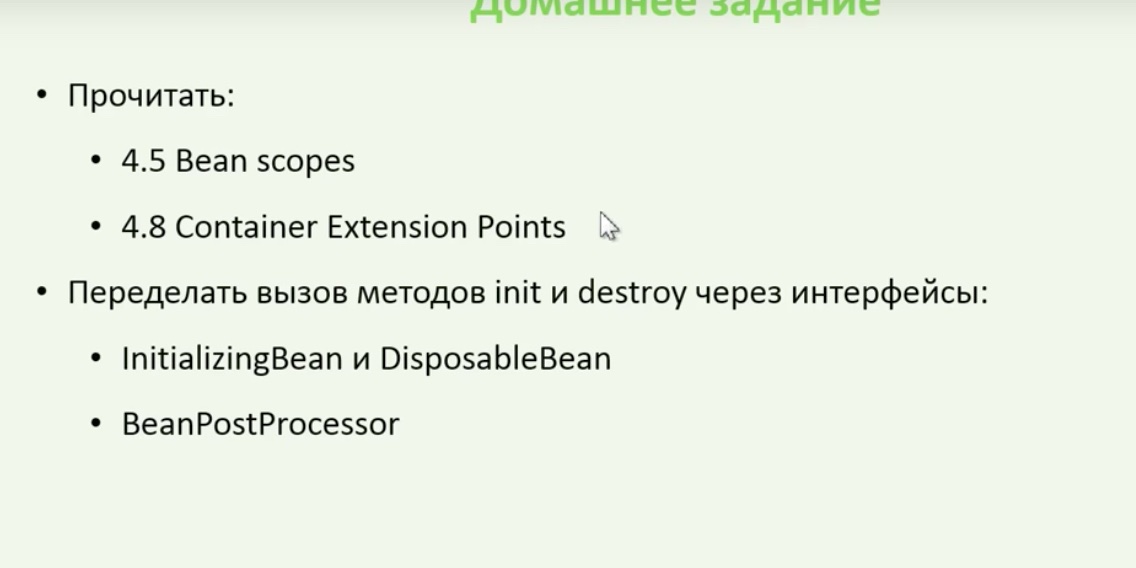 Домашнее задание
• Прочитать:
• 4.5 Bean scopes
• 4.8 Container Extension Points
• Переделать вызов методов init и destroy через интерфейсы:
• InitializingBean и DisposableBean
• BeanPostProcessor